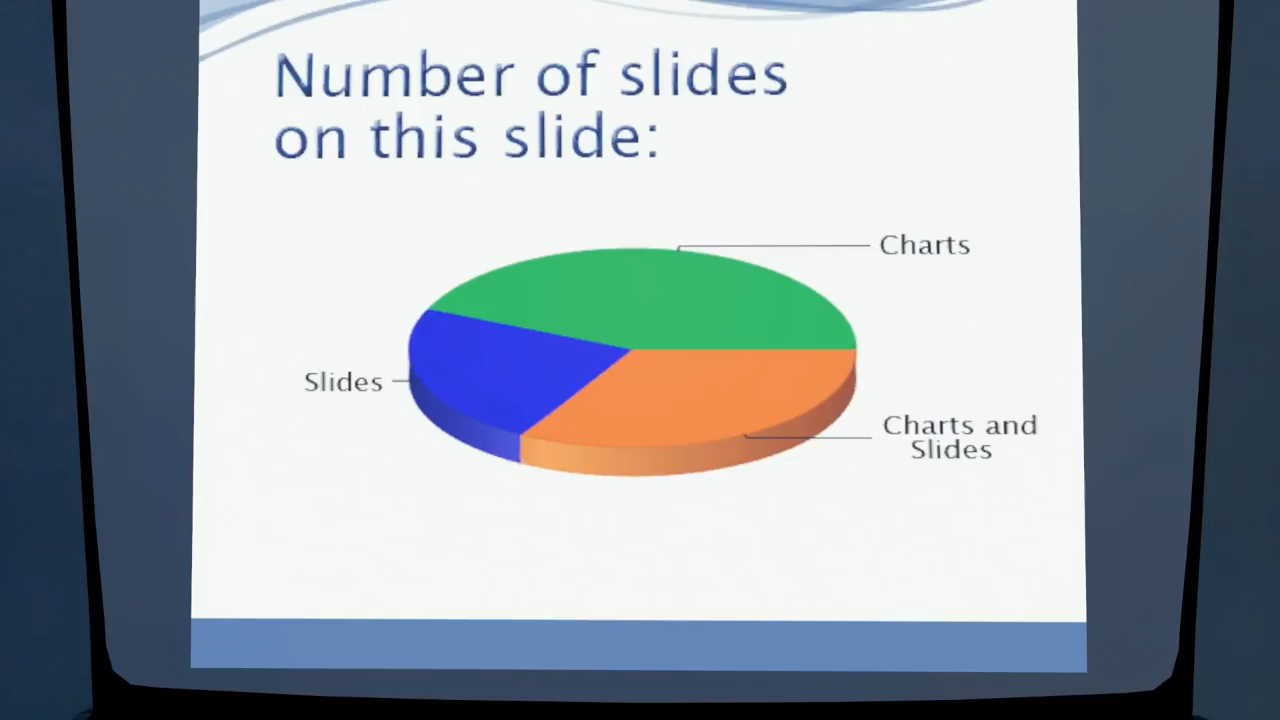 Number of slides
on this slide:
Charts
Slides
Charts and
Slides